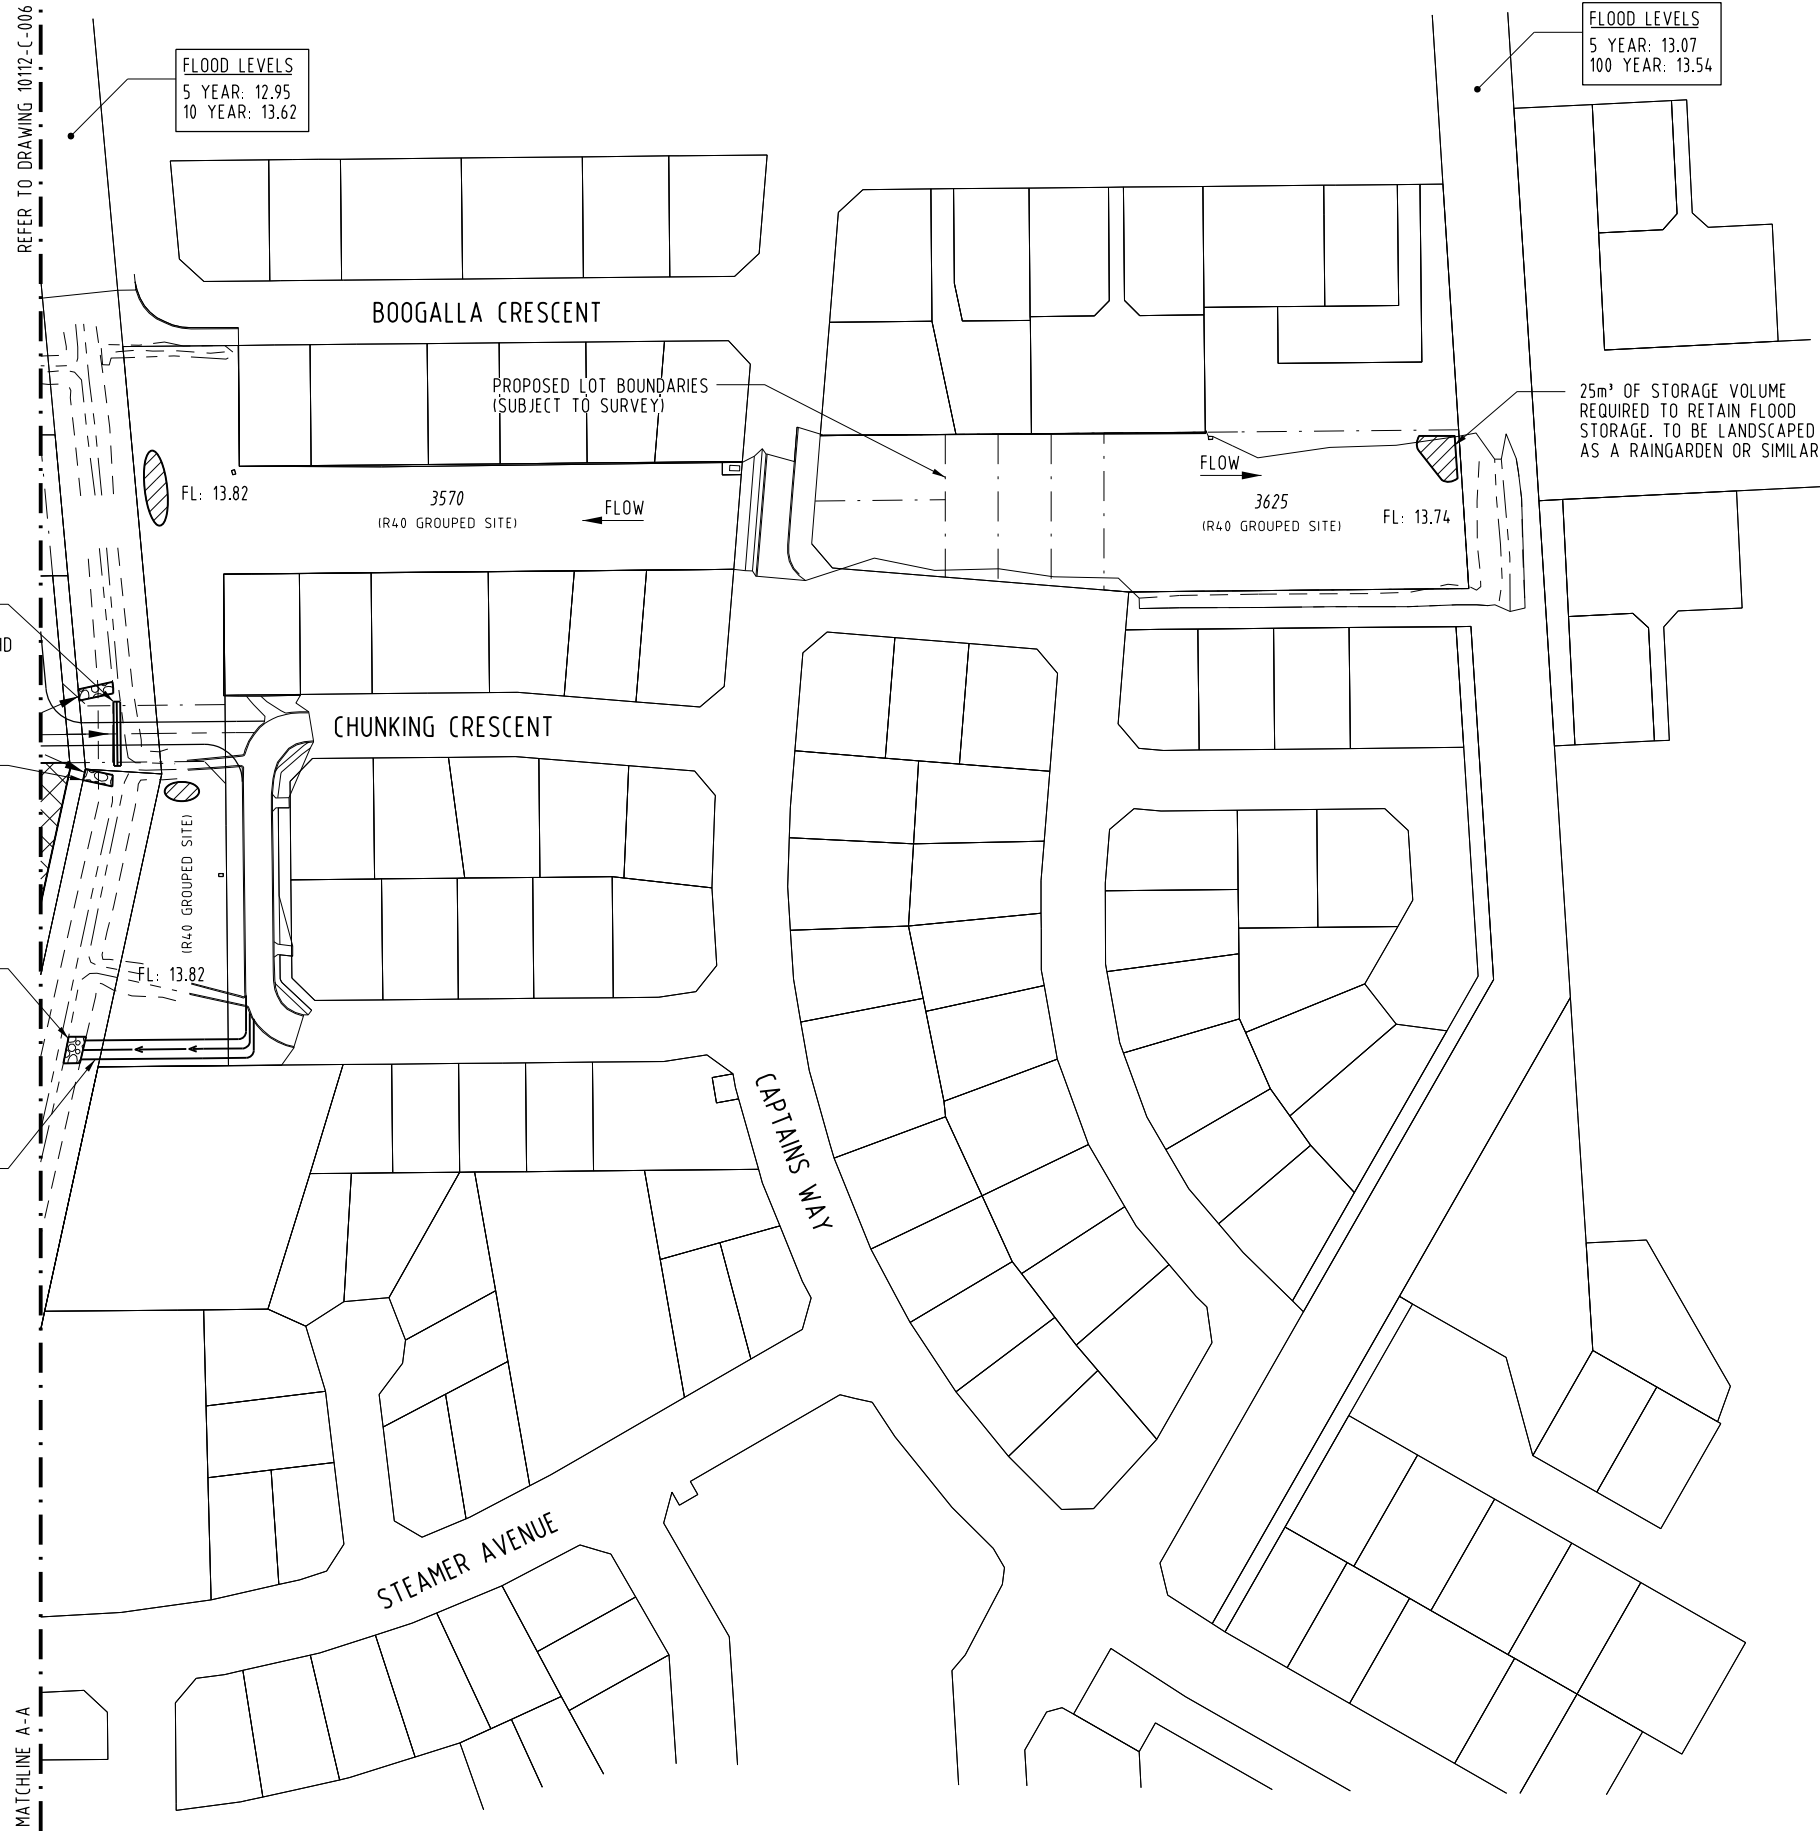 REFER TO DRAWING 10112-C-006
FLOOD LEVELS
5 YEAR: 12.95
10 YEAR: 13.62
FLOOD LEVELS
5 YEAR: 13.07
100 YEAR: 13.54
BOOGALLA CRESCENT
PROPOSED LOT BOUNDARIES
(SUBJECT TO SURVEY)
25m³ OF STORAGE VOLUME
REQUIRED TO RETAIN FLOOD
STORAGE. TO BE LANDSCAPED
AS A RAINGARDEN OR SIMILAR
FL: 13.82
3570
(R40 GROUPED SITE)
FLOW
FLOW
3625
(R40 GROUPED SITE)
FL: 13.74
CHUNKING CRESCENT
(R40 GROUPED SITE)
FL: 13.82
CAPTAINS WAY
STEAMER AVENUE
MATCHLINE A-A